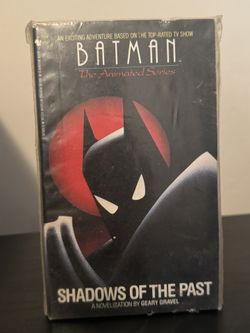 AN EXCITING ADVENTURE BASED ON THE TOP-RATED TV SHOW
BATMAN
The Animated Series
SHADOWS OF THE PAST
A NOVELIZATION BY GEARY GRAVEL